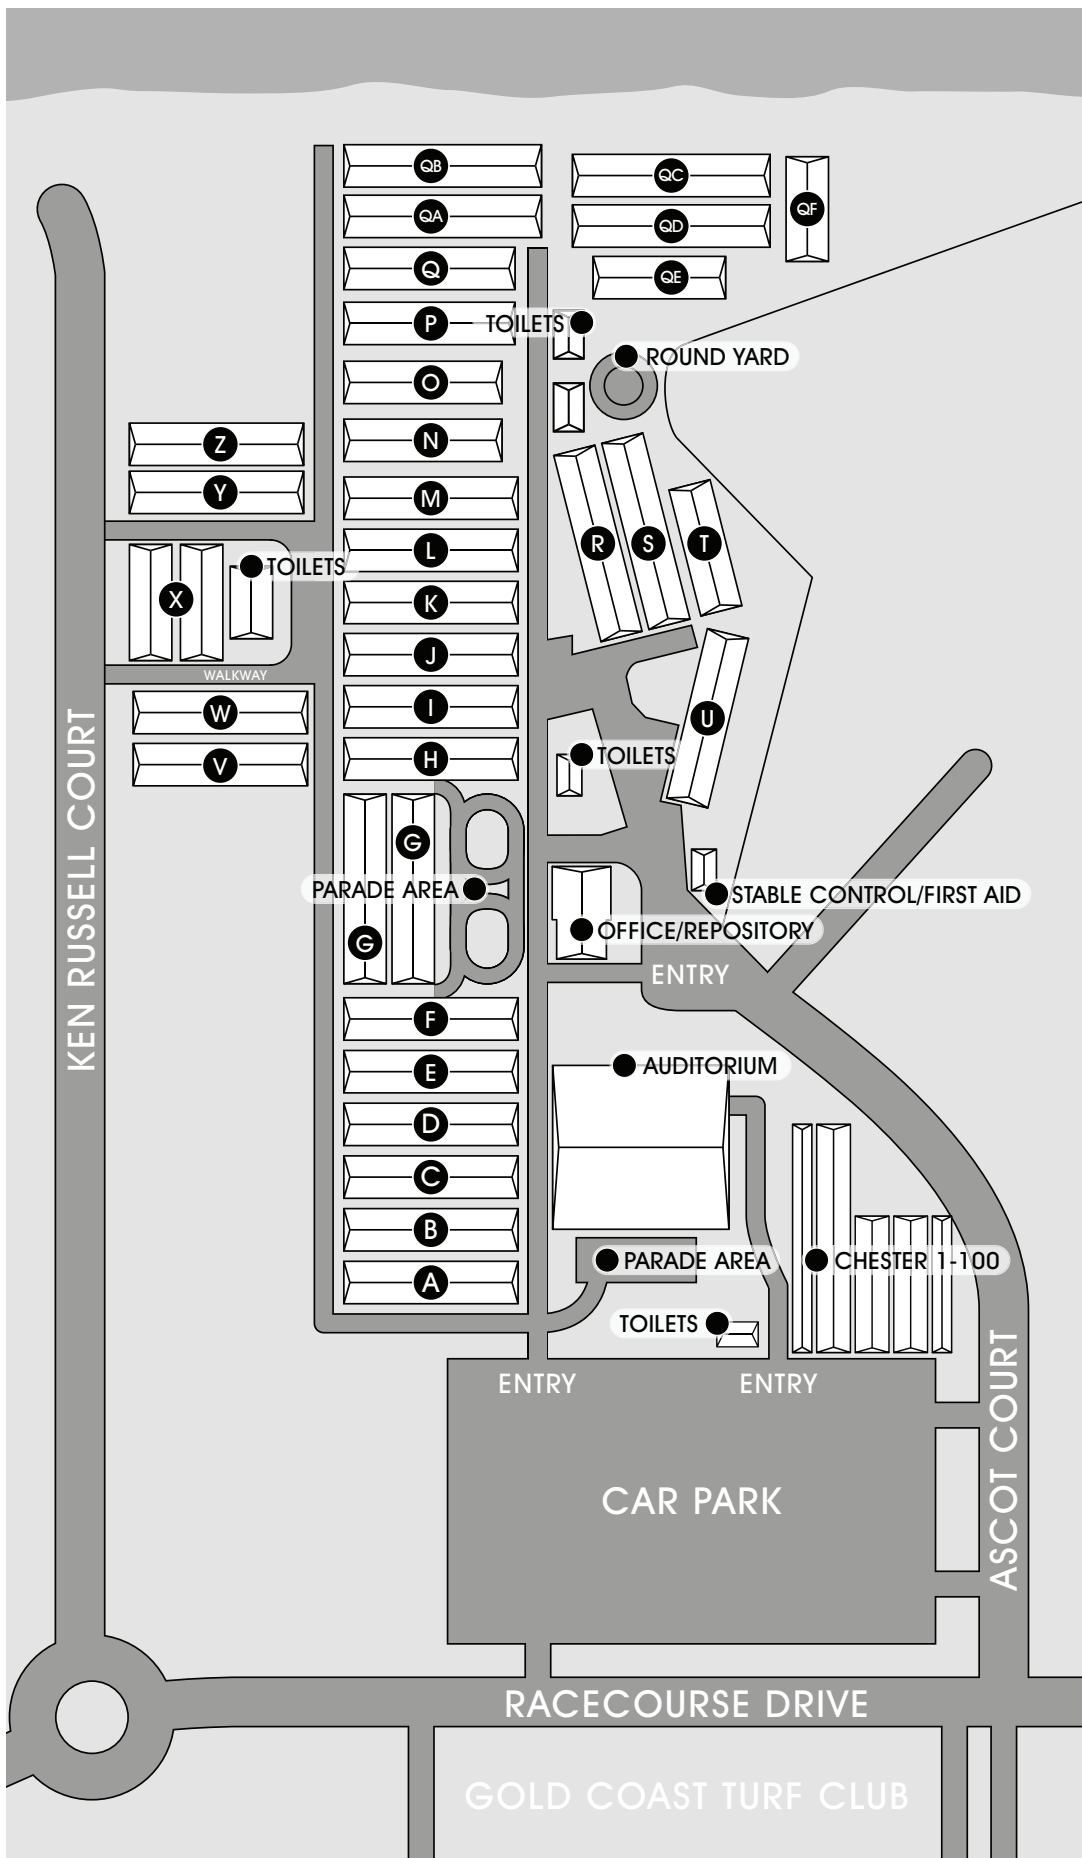 QB
QC
QA
QF
QD
Q
QE
P
TOILETS
ROUND YARD
O
N
Z
Y
M
R
S
T
L
TOILETS
X
K
J
WALKWAY
I
W
U
H
TOILETS
V
G
PARADE AREA
STABLE CONTROL/FIRST AID
OFFICE/REPOSITORY
G
KEN RUSSELL COURT
ENTRY
F
AUDITORIUM
E
D
C
B
PARADE AREA
CHESTER 1-100
A
TOILETS
ENTRY
ENTRY
ASCOT COURT
CAR PARK
RACECOURSE DRIVE
GOLD COAST TURF CLUB